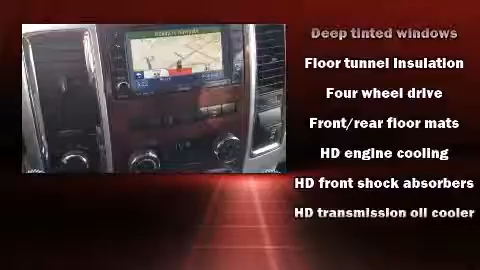 Deep tinted windows
Floor tunnel insulation
Four wheel drive
Front/rear floor mats
HD engine cooling
HD front shock absorbers
HD transmission oil cooler